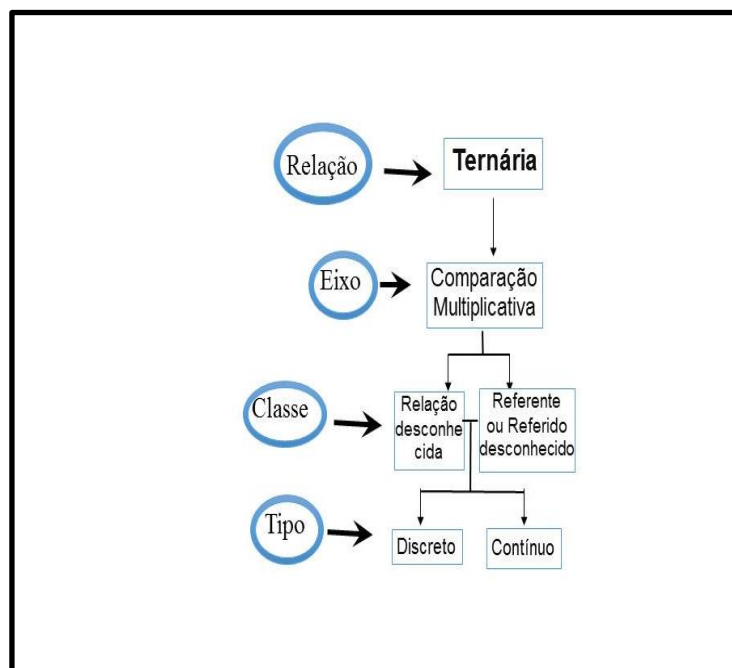 Relação
Ternária
Eixo
Comparação
Multiplicativa
Classe
Relação
desconhe
cida
Referente
ou Referido
desconhecido
Tipo
Discreto
Contínuo